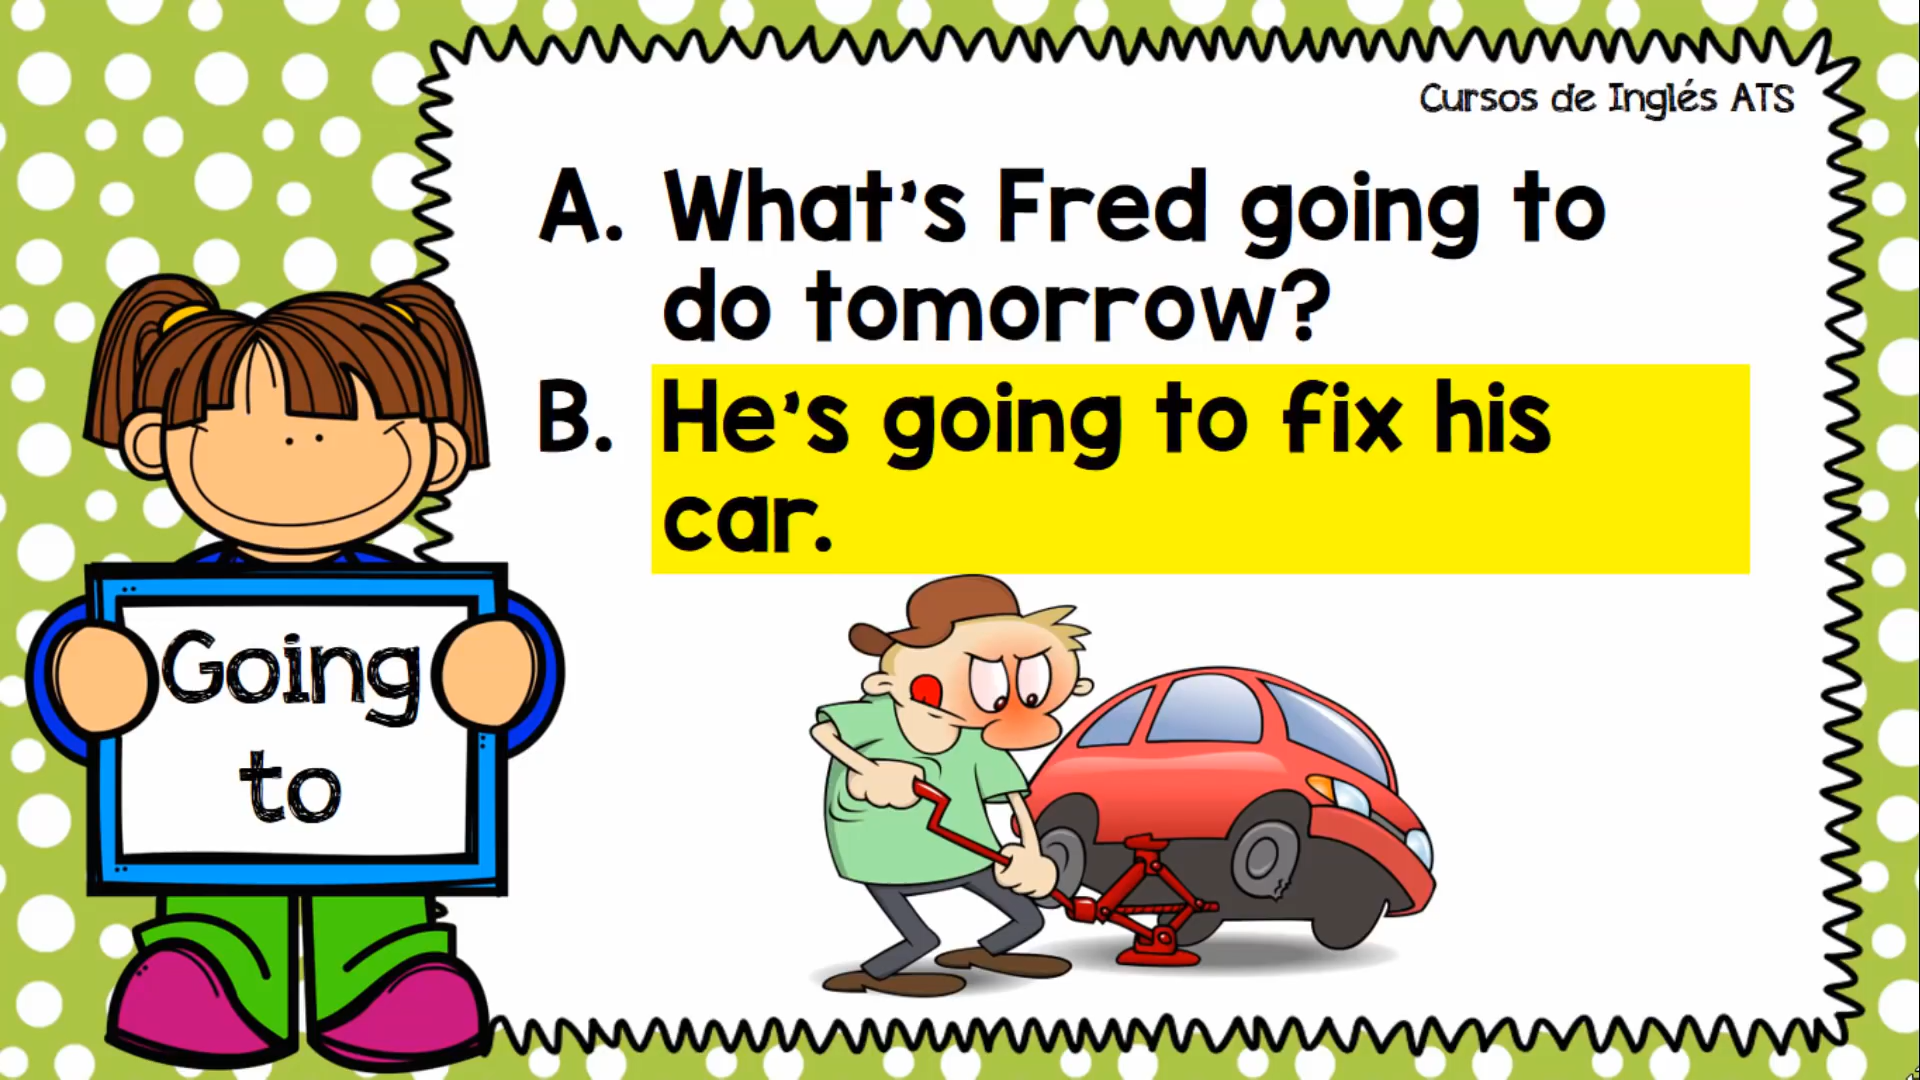 Cursos de Inglés ATS
A. What's Fred going to
do tomorrow?
B. He's going to fix his
car.
Going
to